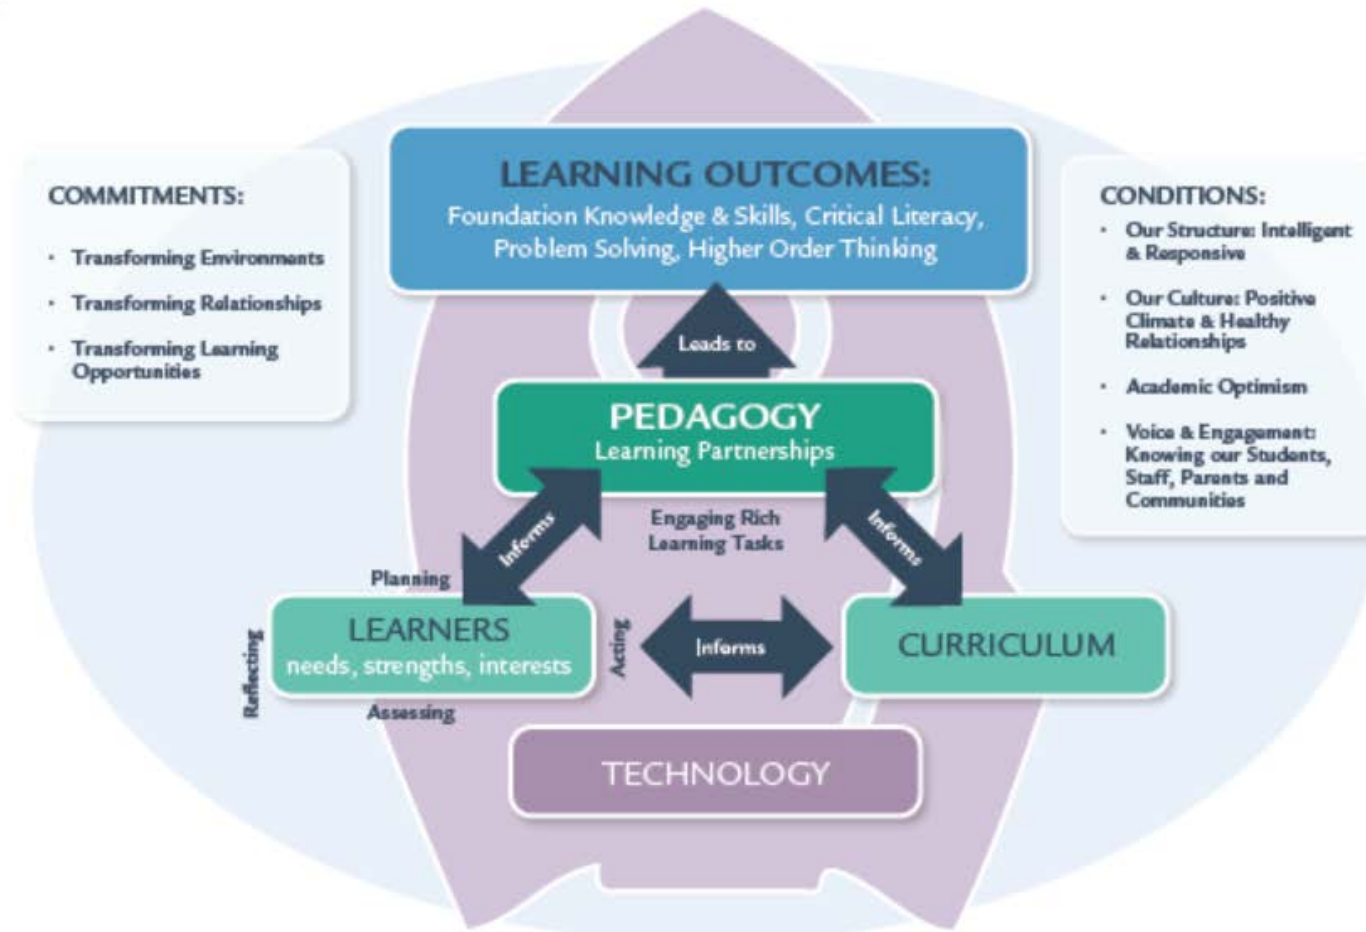 LEARNING OUTCOMES:
Foundation Knowledge & Skills, Critical Literacy,
Problem Solving, Higher Order Thinking
COMMITMENTS:
• Transforming Environments
• Transforming Relationships
• Transforming Learning
Opportunities
CONDITIONS:
• Our Structure: Intelligent
& Responsive
• Our Culture: Positive
Climate & Healthy
Relationships
• Academic Optimism
• Voice & Engagement:
Knowing our Students,
Staff, Parents and
Communities
Leads to
PEDAGOGY
Learning Partnerships
Informs
Engaging Rich
Learning Tasks
Informs
Planning
Reflecting
LEARNERS
needs, strengths, interests
Acting
Assessing
Informs
CURRICULUM
TECHNOLOGY